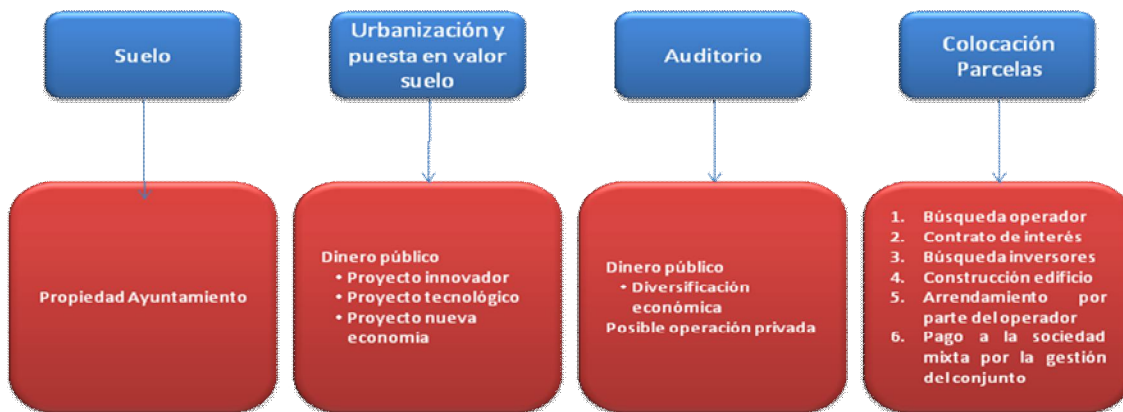 Suelo
Urbanización y
puesta en valor
suelo
Auditorio
Colocación
Parcelas
Propiedad Ayuntamiento
Dinero público
• Proyecto innovador
• Proyecto tecnológico
• Proyecto nueva
economía
Dinero público
• Diversificación
económica
Posible operación privada
1. Búsqueda operador
2. Contrato de interés
3. Búsqueda inversores
4. Construcción edificio
5. Arrendamiento por
parte del operador
6. Pago a la sociedad
mixta por la gestión
del conjunto